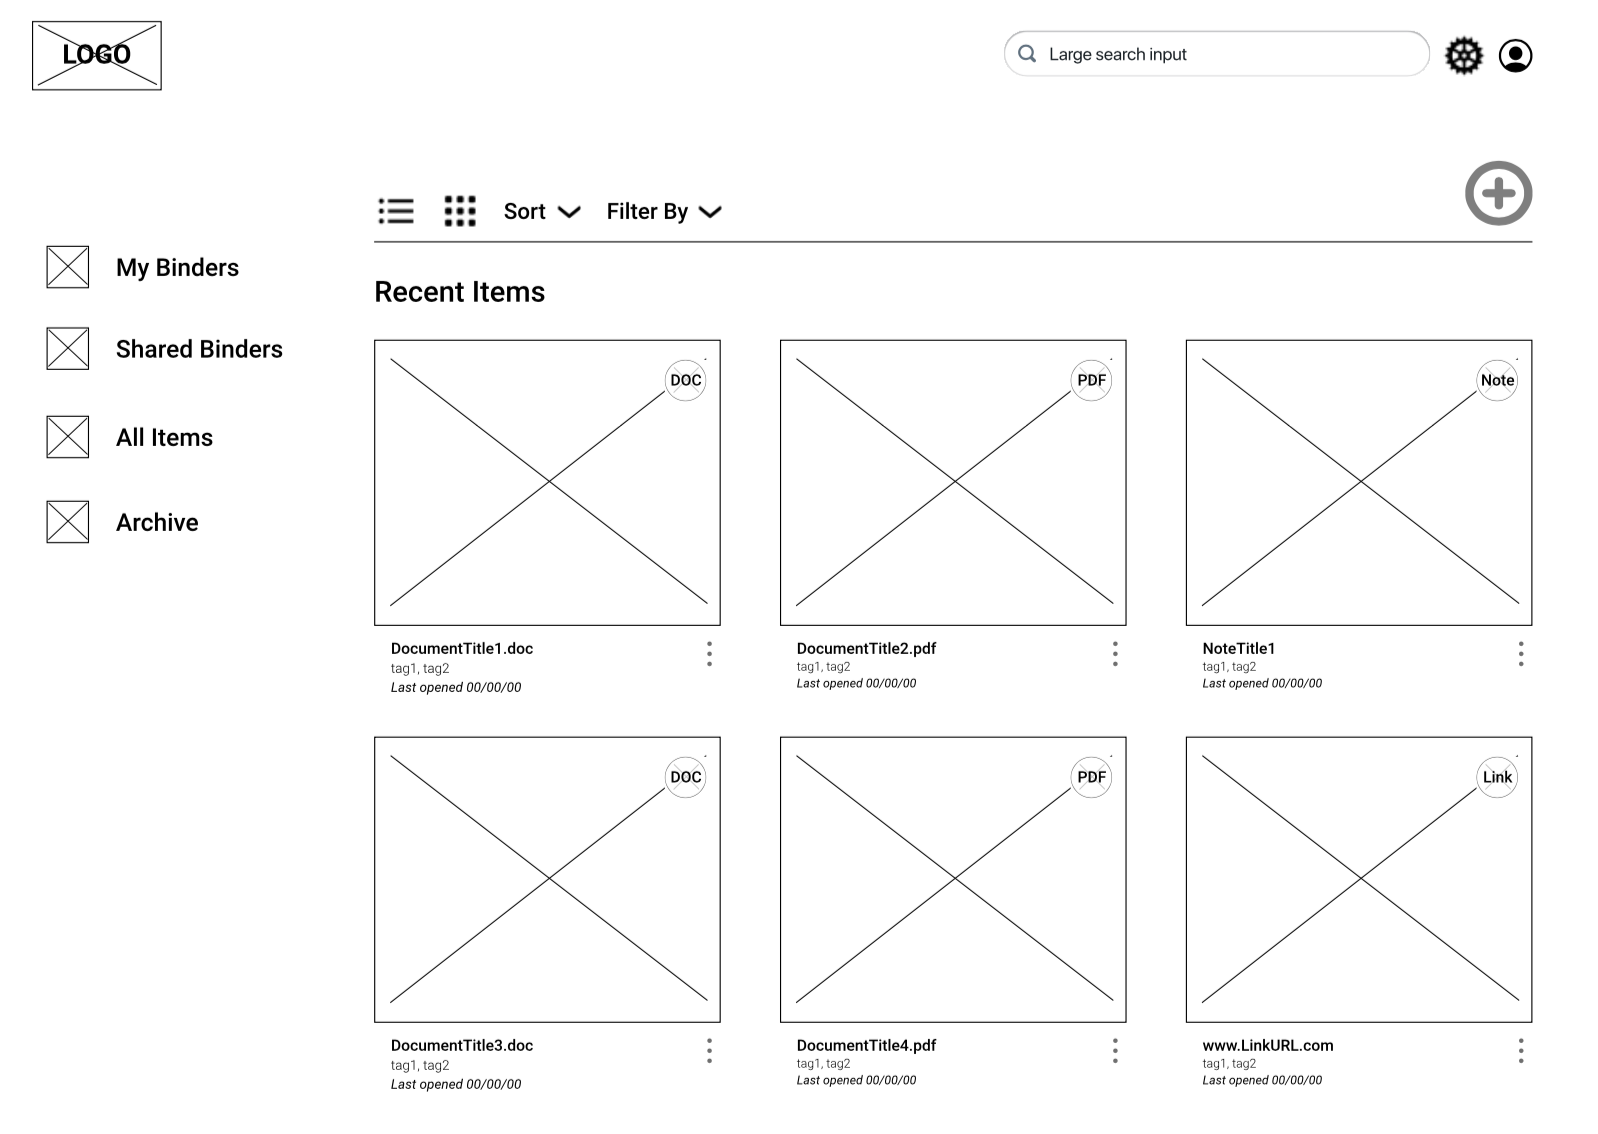 LOGO
Large search input
Sort
Filter By
My Binders
Shared Binders
All Items
Archive
Recent Items
DOC
PDF
Note
DocumentTitle1.doc
tag1, tag2
Last opened 00/00/00
DocumentTitle2.pdf
tag1, tag2
Last opened 00/00/00
NoteTitle1
tag1, tag2
Last opened 00/00/00
DOC
PDF
Link
DocumentTitle3.doc
tag1, tag2
Last opened 00/00/00
DocumentTitle4.pdf
tag1, tag2
Last opened 00/00/00
www.LinkURL.com
tag1, tag2
Last opened 00/00/00